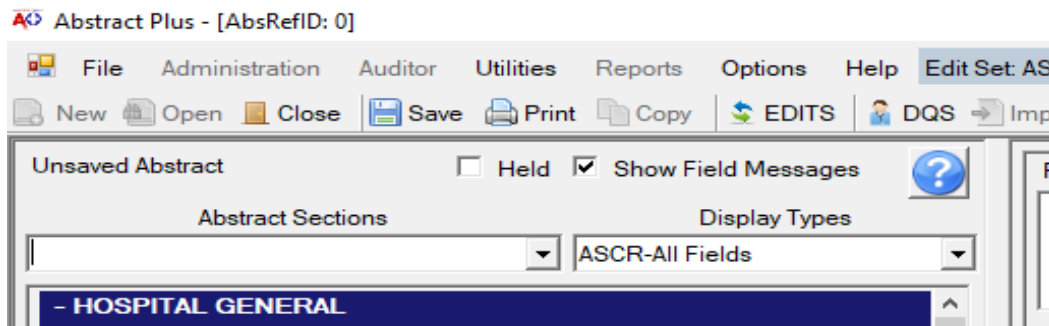 Abstract Plus - [AbsRefID: 0]
File Administration Auditor Utilities Reports Options Help Edit Set: AS
New Open Close Save Print Copy EDITS DQS Imp
Unsaved Abstract Held Show Field Messages ?
Abstract Sections Display Types
ASCR-All Fields
- HOSPITAL GENERAL